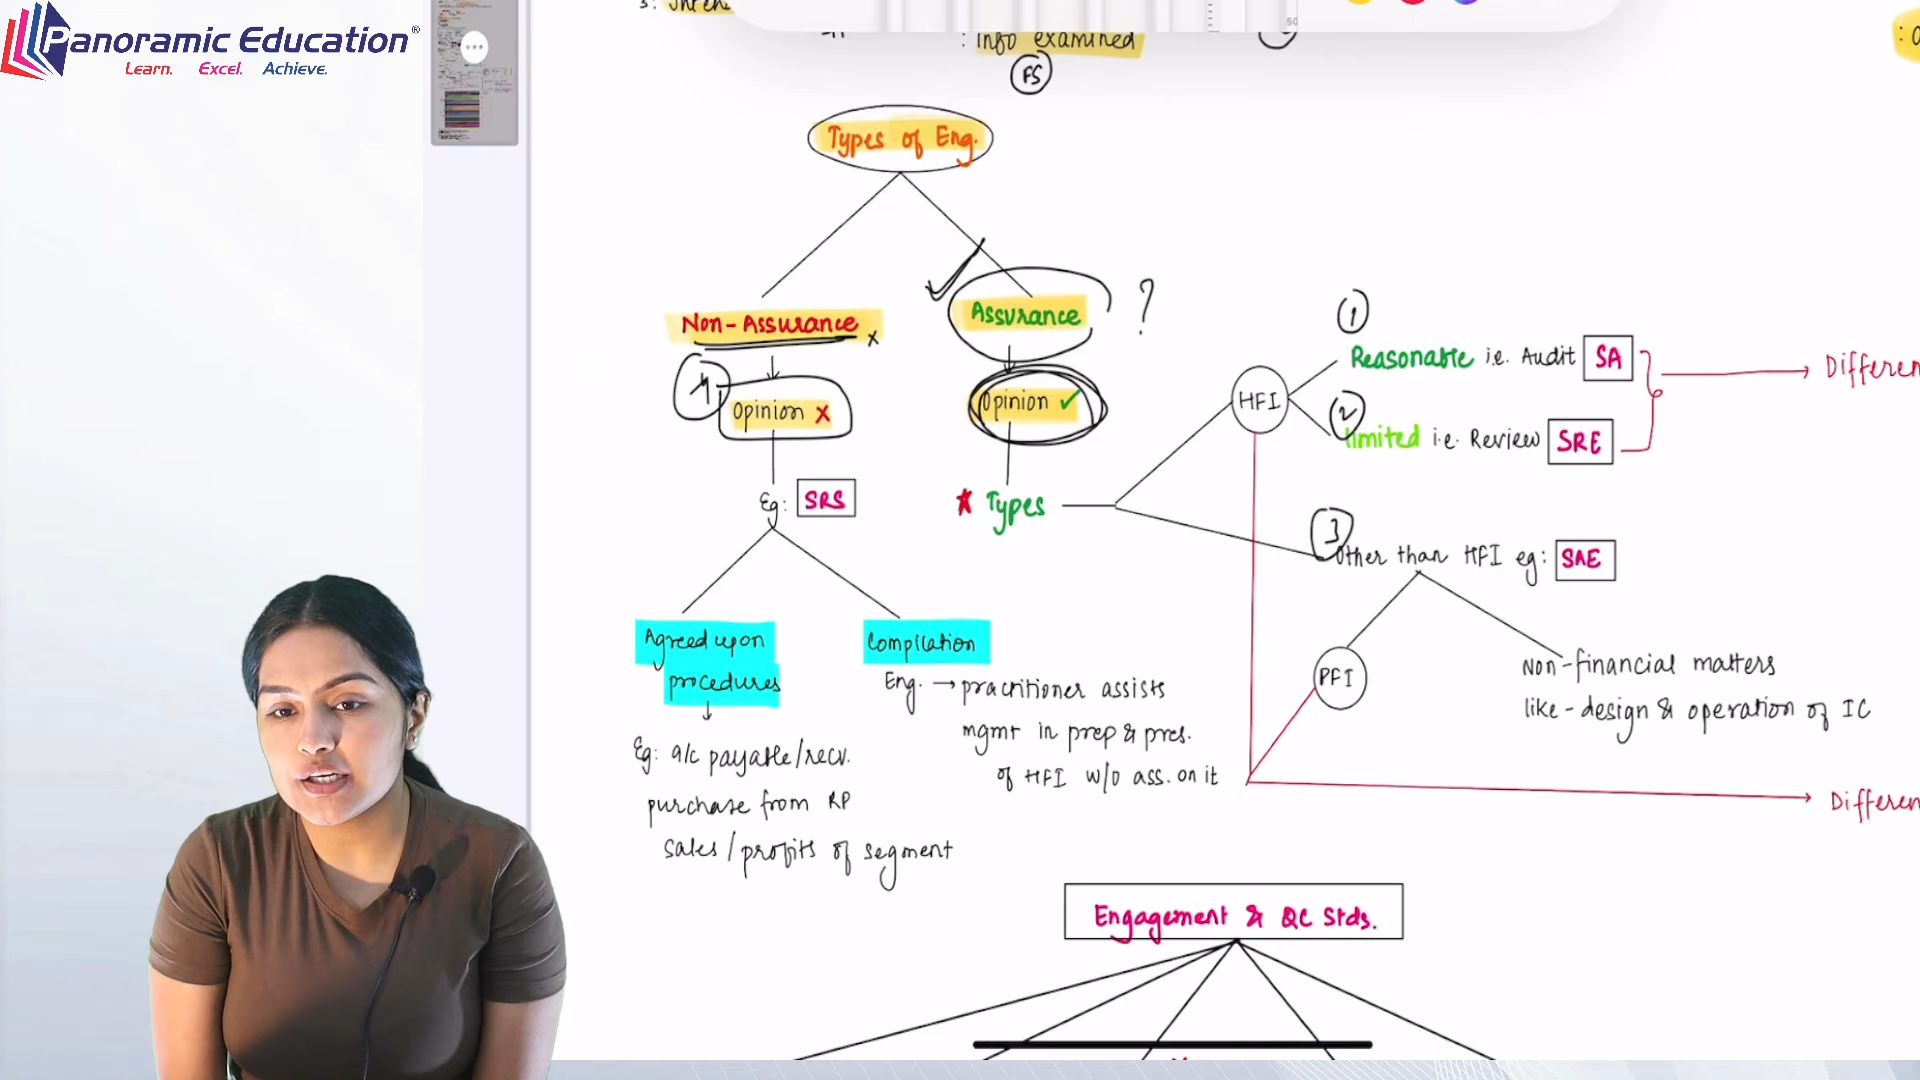 Panoramic Education®
Learn. Excel. Achieve.
50
: info examined
FS
Types of Eng.
Non-Assurance x
Assurance ?
4
Opinion x
Opinion ✓
Eg: SRS
* Types
HFI
1
Reasonable i.e. Audit SA
2
limited i.e. Review SRE
3
Other than HFI eg: SAE
Differen
PFI
Non-financial matters
like - design & operation of IC
Differen
Agreed upon
procedures
Eg: a/c payable/recv.
purchase from RP
sales/profits of segment
Compilation
Eng. → practitioner assists
mgmt in prep & pres.
of HFI w/o ass. on it
Engagement & QC Stds.